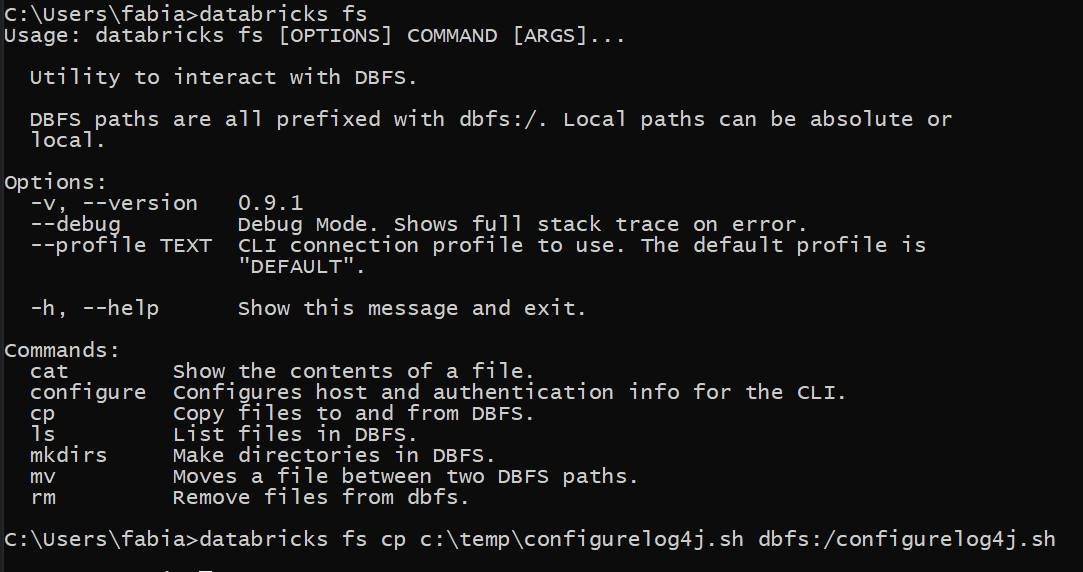 C:\Users\fabia>databricks fs
Usage: databricks fs [OPTIONS] COMMAND [ARGS]...
Utility to interact with DBFS.
DBFS paths are all prefixed with dbfs:/. Local paths can be absolute or
local.
Options:
-v, --version   0.9.1
--debug         Debug Mode. Shows full stack trace on error.
--profile TEXT  CLI connection profile to use. The default profile is
"DEFAULT".
-h, --help      Show this message and exit.
Commands:
cat        Show the contents of a file.
configure  Configures host and authentication info for the CLI.
cp         Copy files to and from DBFS.
ls         List files in DBFS.
mkdirs     Make directories in DBFS.
mv         Moves a file between two DBFS paths.
rm         Remove files from dbfs.
C:\Users\fabia>databricks fs cp c:\temp\configurelog4j.sh dbfs:/configurelog4j.sh